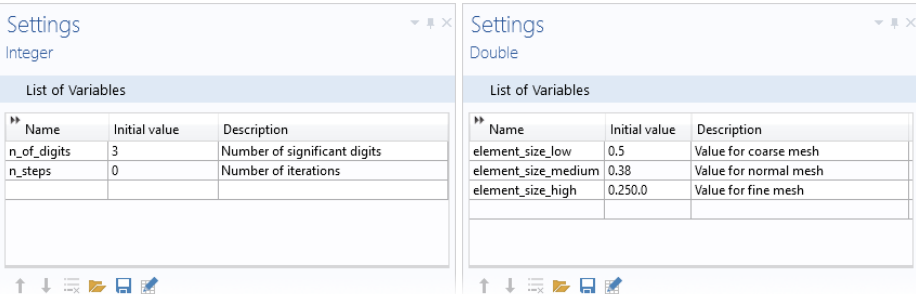 Settings
Integer
List of Variables
Name Initial value Description
n_of_digits 3 Number of significant digits
n_steps 0 Number of iterations
Settings
Double
List of Variables
Name Initial value Description
element_size_low 0.5 Value for coarse mesh
element_size_medium 0.38 Value for normal mesh
element_size_high 0.250.0 Value for fine mesh